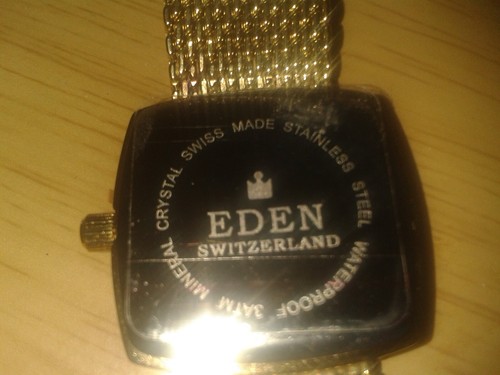 SWISS MADE STAINLESS STEEL WATERPROOF 3ATM MINERAL CRYSTAL
EDEN
SWITZERLAND